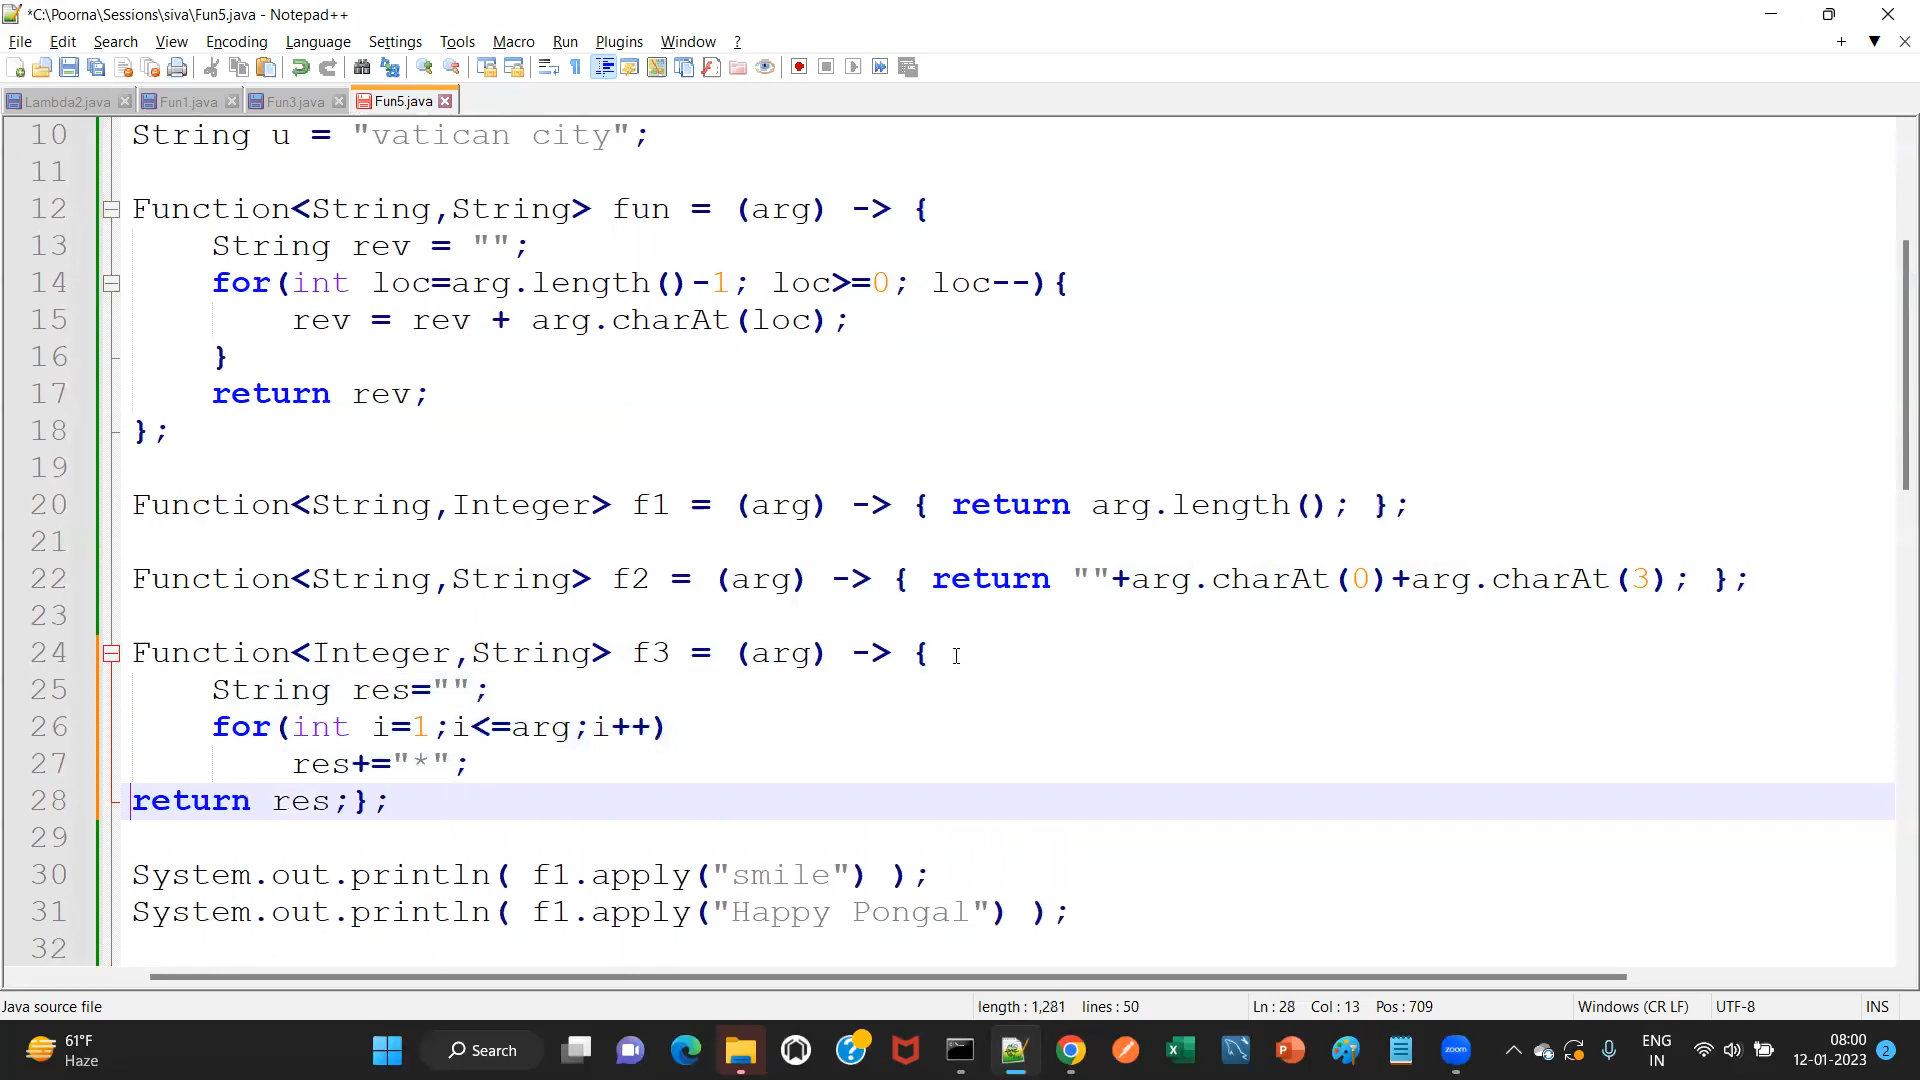 *C:\Poorna\Sessions\siva\Fun5.java - Notepad++
File Edit Search View Encoding Language Settings Tools Macro Run Plugins Window ?
Lambda2.java Fun1.java Fun3.java Fun5.java
10 String u = "vatican city";
11
12 Function<String,String> fun = (arg) -> {
13 String rev = "";
14 for(int loc=arg.length()-1; loc>=0; loc--){
15 rev = rev + arg.charAt(loc);
16 }
17 return rev;
18 };
19
20 Function<String,Integer> f1 = (arg) -> { return arg.length(); };
21
22 Function<String,String> f2 = (arg) -> { return ""+arg.charAt(0)+arg.charAt(3); };
23
24 Function<Integer,String> f3 = (arg) -> {
25 String res="";
26 for(int i=1;i<=arg;i++)
27 res+="*";
28 return res;};
29
30 System.out.println( f1.apply("smile") );
31 System.out.println( f1.apply("Happy Pongal") );
32
Java source file length : 1,281 lines : 50 Ln : 28 Col : 13 Pos : 709 Windows (CR LF) UTF-8 INS
61°F
Haze
Search
zoom
ENG
IN
08:00
12-01-2023
2